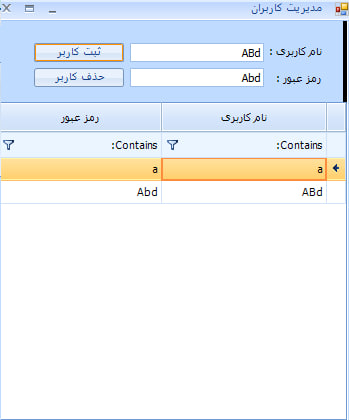 مدیریت کاربران
نام کاربری : ABd ثبت کاربر
رمز عبور : Abd حذف کاربر
نام کاربری رمز عبور
Contains: Contains:
a a
ABd Abd